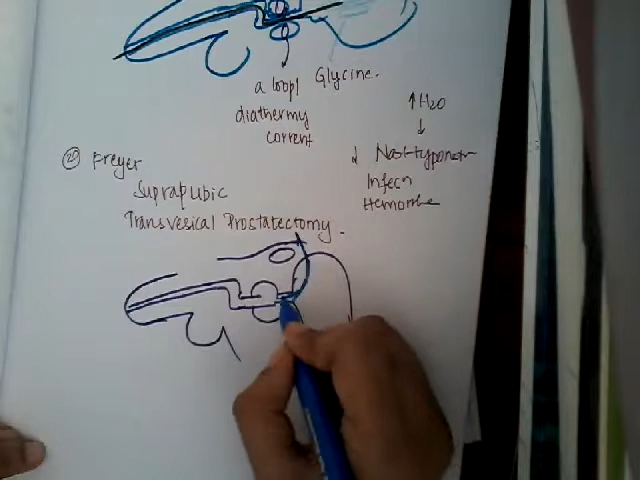 a loop/ Glycine.
diathermy
current
↑H2O
↓
↓ Na+ Hyponatr
Infecn
Hemorrhe
② Freyer
Suprapubic
Transvesical Prostatectomy.